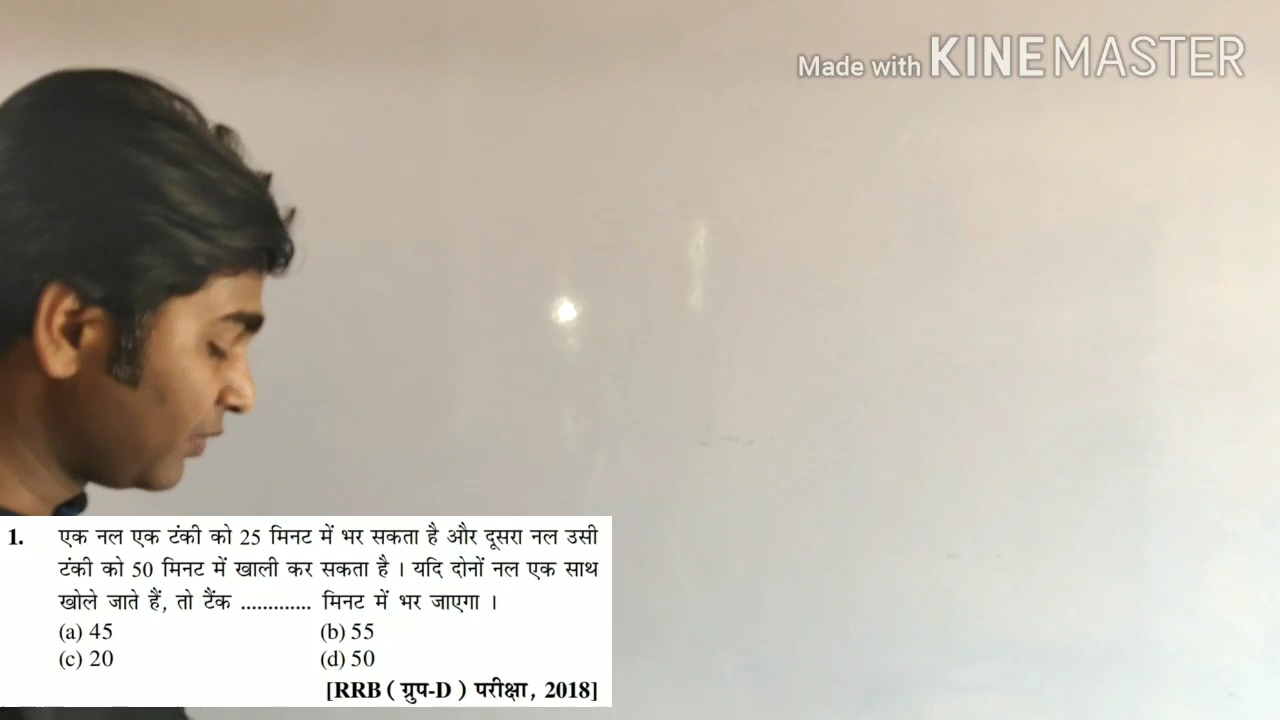 Made with KINEMASTER
1. एक नल एक टंकी को 25 मिनट में भर सकता है और दूसरा नल उसी
टंकी को 50 मिनट में खाली कर सकता है । यदि दोनों नल एक साथ
खोले जाते हैं, तो टैंक ............. मिनट में भर जाएगा ।
(a) 45 (b) 55
(c) 20 (d) 50
[RRB ( ग्रुप-D ) परीक्षा, 2018]